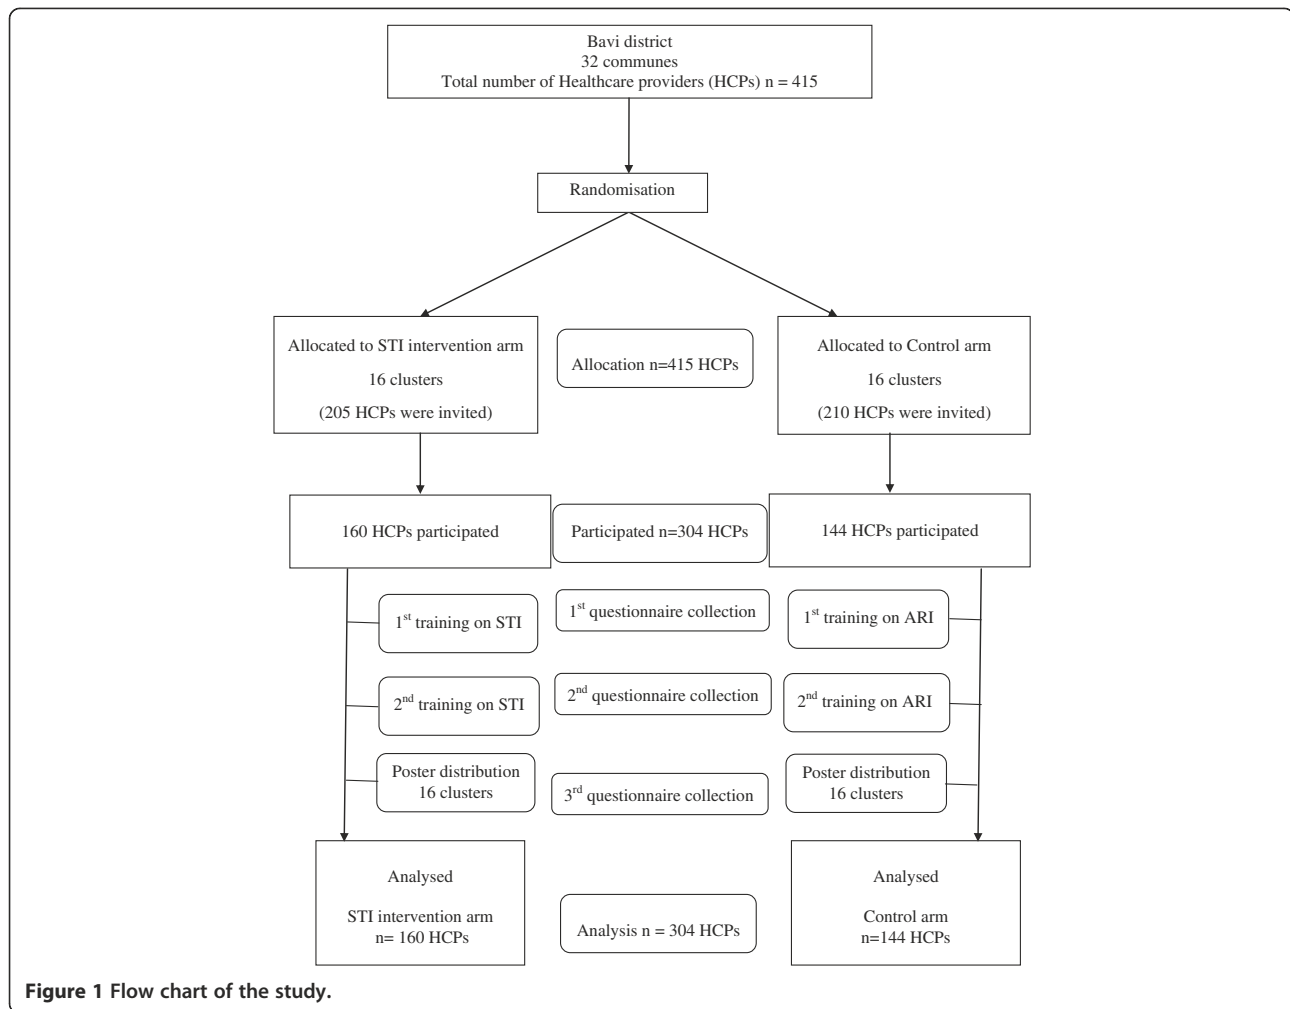 Bavi district
32 communes
Total number of Healthcare providers (HCPs) n = 415
Randomisation
Allocated to STI intervention arm
16 clusters
(205 HCPs were invited)
Allocation n=415 HCPs
Allocated to Control arm
16 clusters
(210 HCPs were invited)
160 HCPs participated
Participated n=304 HCPs
144 HCPs participated
1st training on STI
1st questionnaire collection
1st training on ARI
2nd training on STI
2nd questionnaire collection
2nd training on ARI
Poster distribution
16 clusters
3rd questionnaire collection
Poster distribution
16 clusters
Analysed
STI intervention arm
n= 160 HCPs
Analysis n = 304 HCPs
Analysed
Control arm
n=144 HCPs
Figure 1 Flow chart of the study.